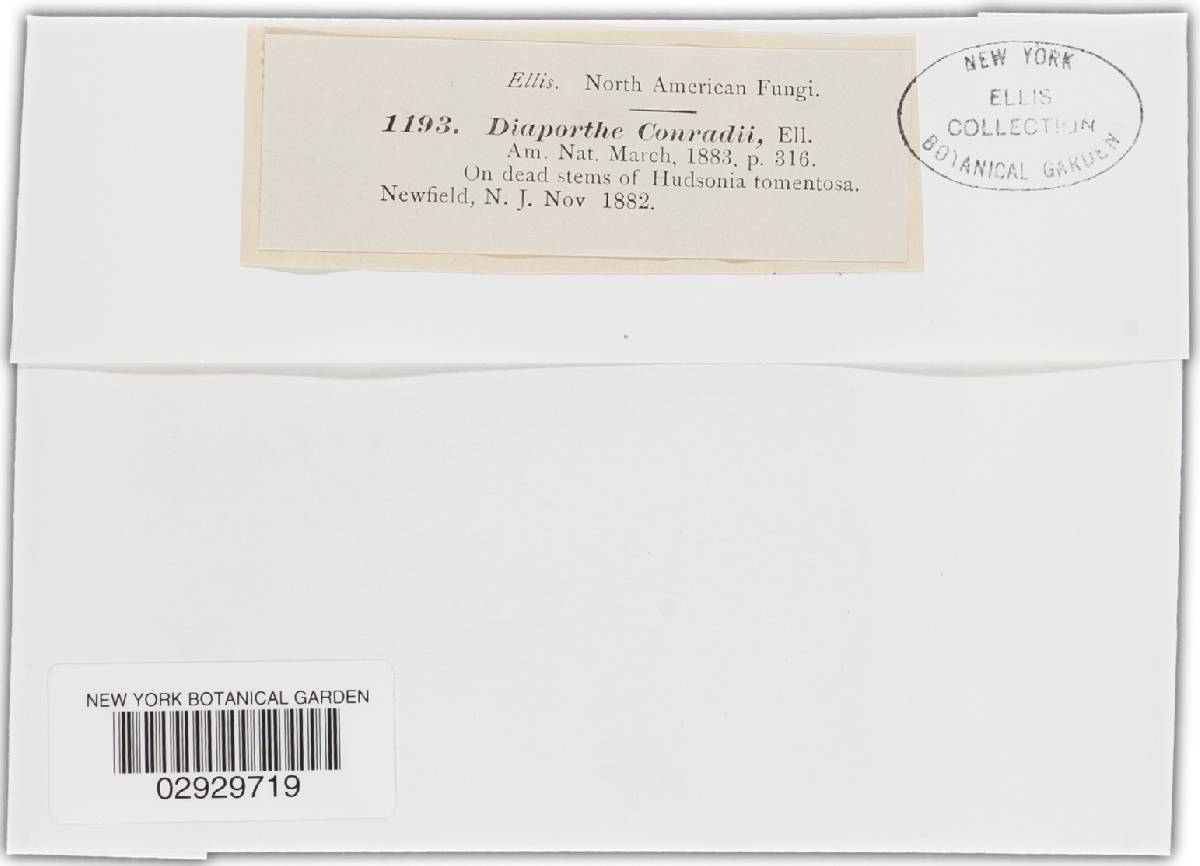 Ellis. North American Fungi.
1193. Diaporthe Conradii, Ell.
Am. Nat. March, 1883, p. 316.
On dead stems of Hudsonia tomentosa.
Newfield, N. J. Nov 1882.
NEW YORK
ELLIS
COLLECTION
BOTANICAL GARDEN
NEW YORK BOTANICAL GARDEN
02929719